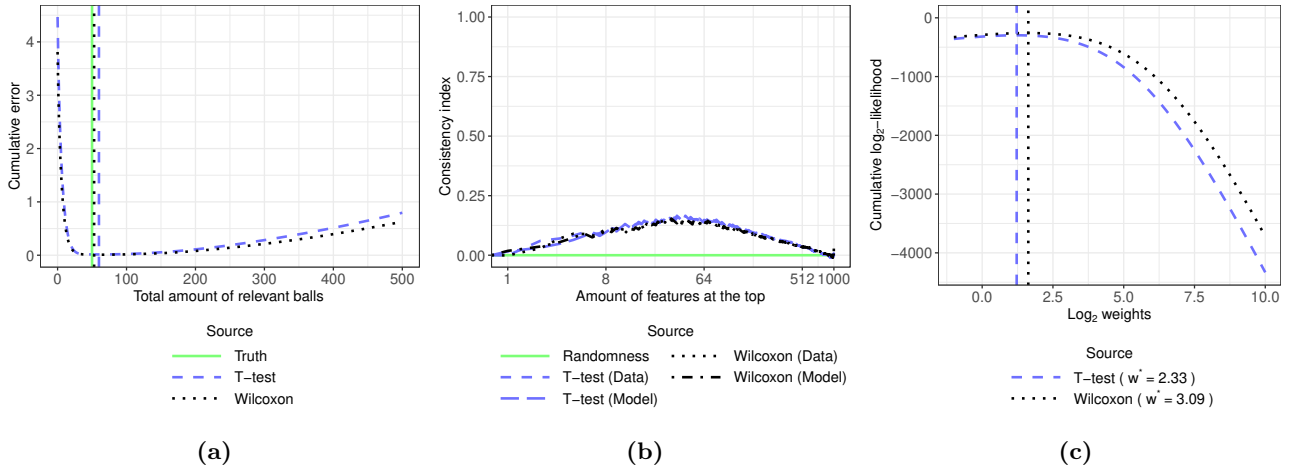 Cumulative error
4
3
2
1
0
0
100
200
300
400
500
Total amount of relevant balls
Source
Truth
T−test
Wilcoxon
(a)
Consistency index
1.00
0.75
0.50
0.25
0.00
1
8
64
512
1000
Amount of features at the top
Source
Randomness
T−test (Data)
T−test (Model)
Wilcoxon (Data)
Wilcoxon (Model)
(b)
Cumulative log2−likelihood
0
−1000
−2000
−3000
−4000
0.0
2.5
5.0
7.5
10.0
Log2 weights
Source
T−test ( w* = 2.33 )
Wilcoxon ( w* = 3.09 )
(c)